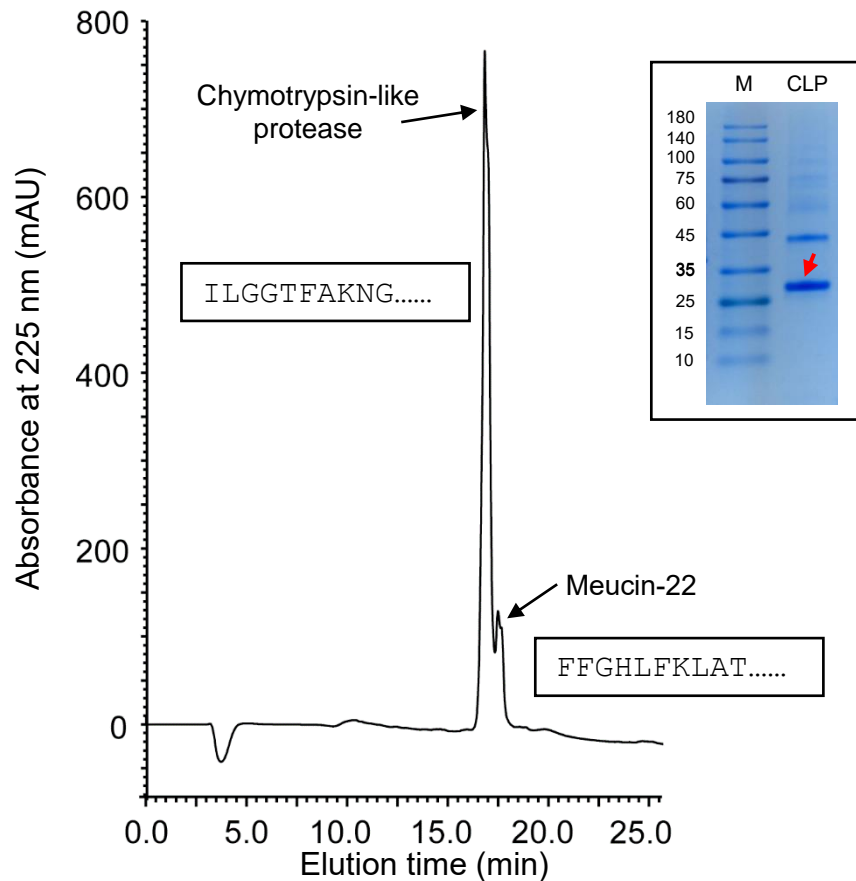 800
600
400
200
0
Absorbance at 225 nm (mAU)
Chymotrypsin-like
protease
ILGGTFAKNG......
Meucin-22
FFGHLFKLAT......
M CLP
180
140
100
75
60
45
35
25
15
10
0.0 5.0 10.0 15.0 20.0 25.0
Elution time (min)